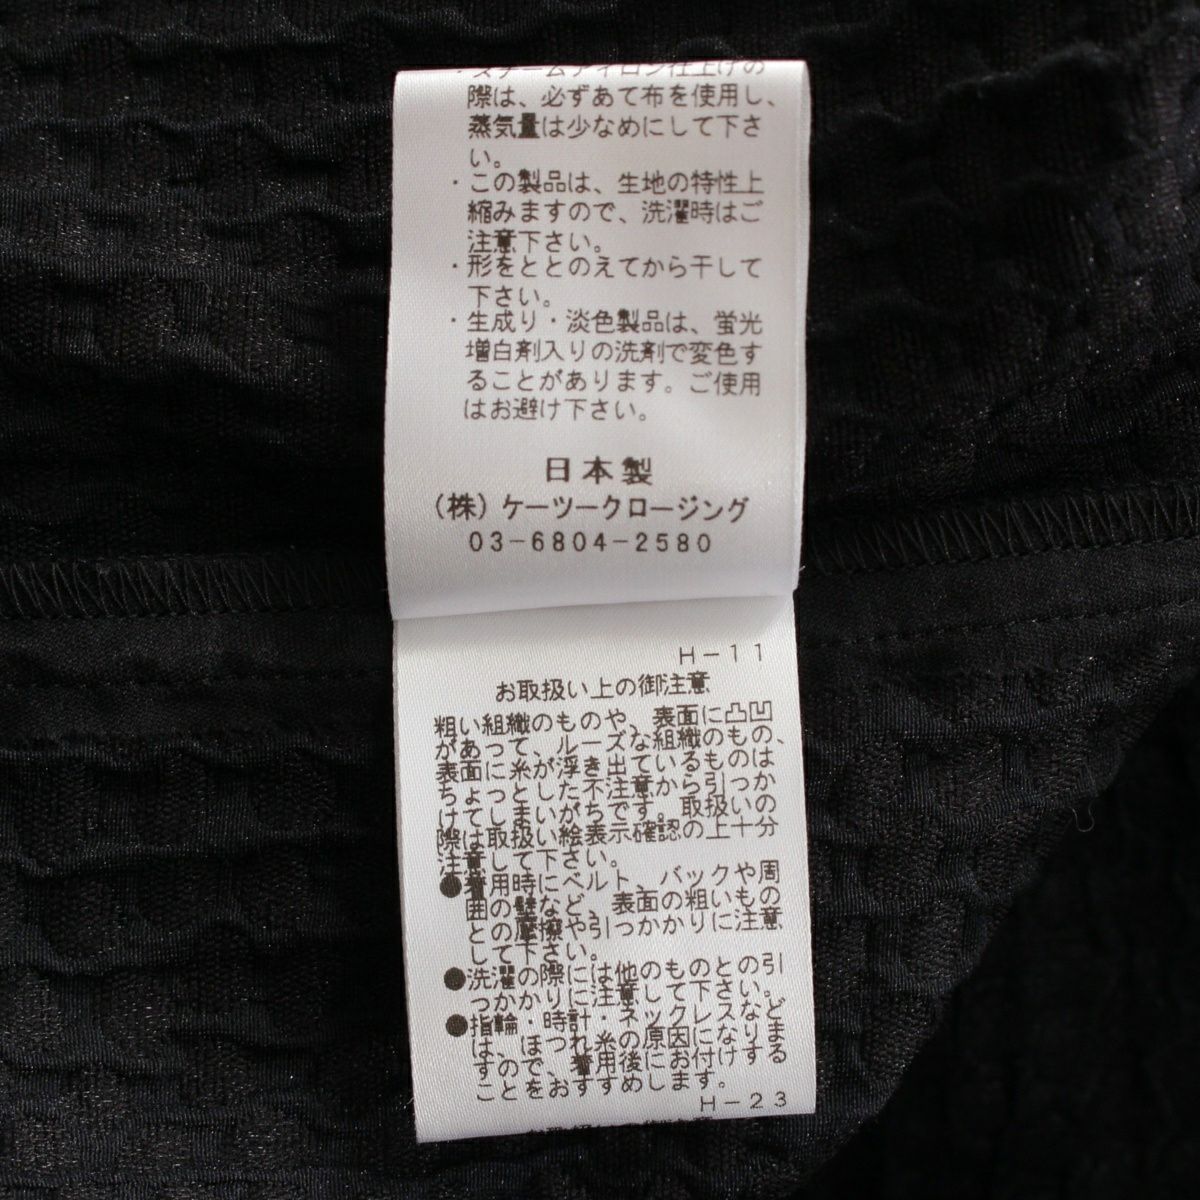 ・スチームアイロン仕上げの
際は、必ずあて布を使用し、
蒸気量は少なめにして下さ
い。
・この製品は、生地の特性上
縮みますので、洗濯時はご
注意下さい。
・形をととのえてから干して
下さい。
・生成り・淡色製品は、蛍光
増白剤入りの洗剤で変色す
ることがあります。ご使用
はお避け下さい。
日本製
(株)ケーツークロージング
03-6804-2580
H-11
お取扱い上の御注意
粗い組織のものや、表面に凸凹
があって、ルーズな組織のもの、
表面に糸が浮き出ているものは
ちょっとした不注意から引っか
けてしまいがちです。取扱いの
際は取扱い絵表示確認の上十分
注意して下さい。
●着用時にベルト、バックや周
囲の壁など、表面の粗いもの
との摩擦や引っかかりに注意
して下さい。
●洗濯の際には他のものとの引
っかかりに注意して下さい。
●指輪・時計・ネックレスなど
は、ほつれ糸の原因になりま
すので、着用後にお付けする
ことをおすすめします。
H-23